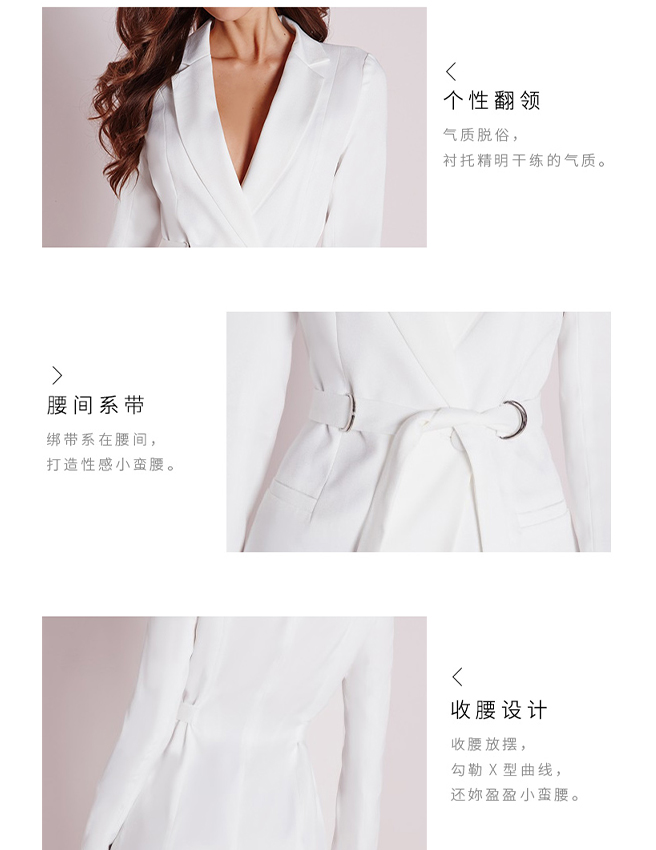 个性翻领
气质脱俗，
衬托精明干练的气质。
腰间系带
绑带系在腰间，
打造性感小蛮腰。
收腰设计
收腰放摆，
勾勒 X 型曲线，
还妳盈盈小蛮腰。